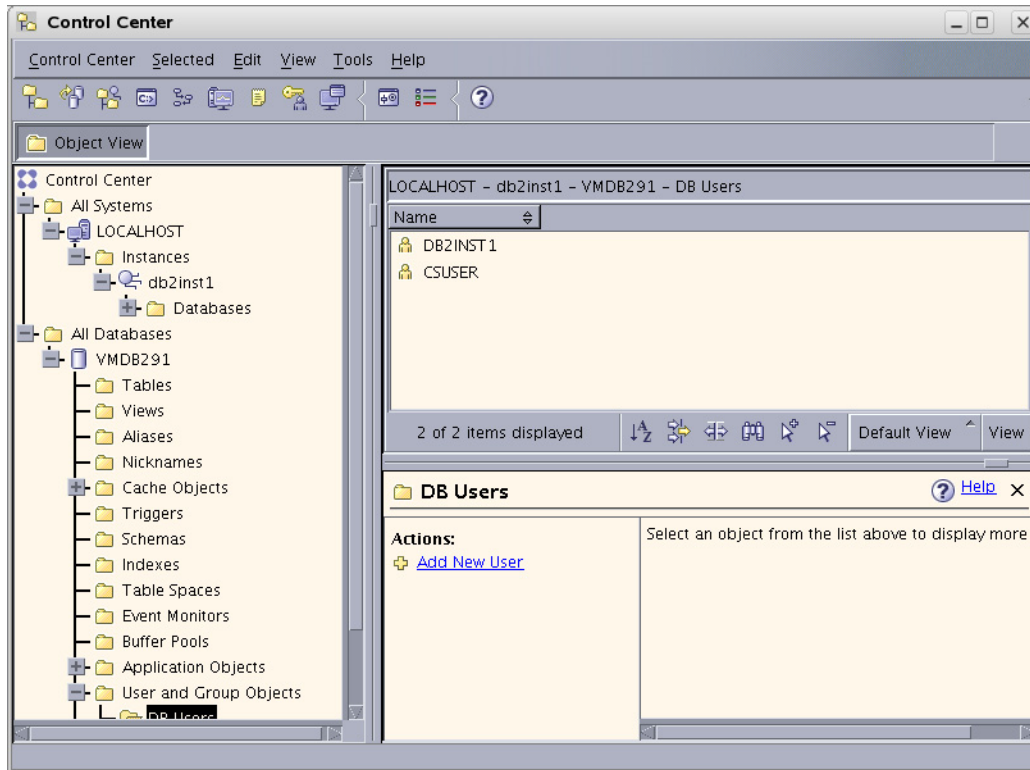 Control Center
Control Center Selected Edit View Tools Help
Object View
Control Center
All Systems
LOCALHOST
Instances
db2inst1
Databases
All Databases
VMDB291
Tables
Views
Aliases
Nicknames
Cache Objects
Triggers
Schemas
Indexes
Table Spaces
Event Monitors
Buffer Pools
Application Objects
User and Group Objects
DB Users
LOCALHOST – db2inst1 – VMDB291 – DB Users
Name
DB2INST1
CSUSER
2 of 2 items displayed
Default View View
DB Users
Help
Actions:
Add New User
Select an object from the list above to display more